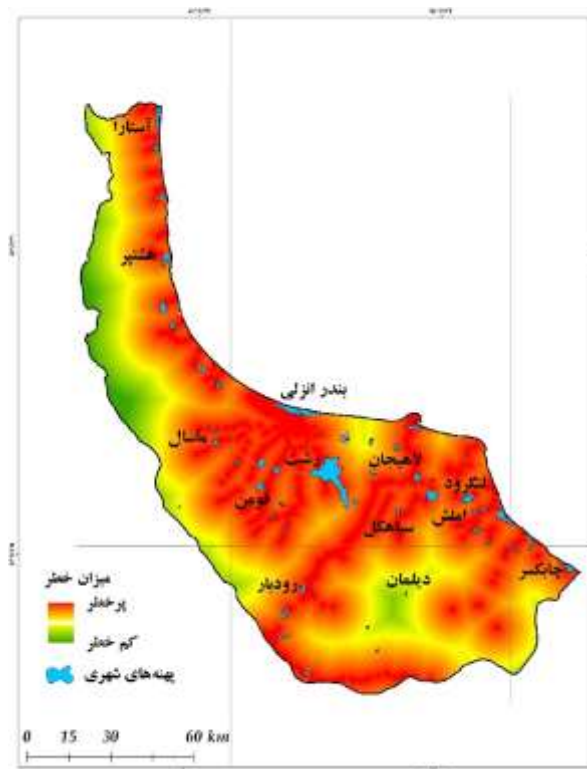 آستارا
هشتپر
بندر انزلی
ماسال
رشت
لاهیجان
لنگرود
فومن
املش
سیاهکل
چابکسر
رودبار
دیلمان
میزان خطر
پرخطر
کم خطر
پهنه‌های شهری
0 15 30 60 km